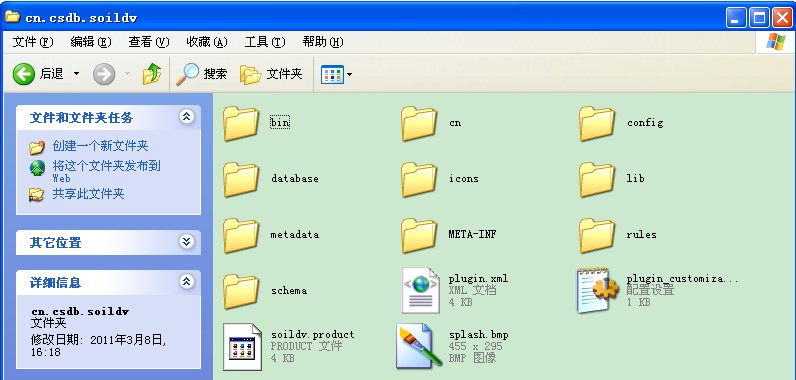 cn.csdb.soildv
文件(F) 编辑(E) 查看(V) 收藏(A) 工具(T) 帮助(H)
后退 搜索 文件夹
文件和文件夹任务
创建一个新文件夹
将这个文件夹发布到
Web
共享此文件夹
其它位置
详细信息
cn.csdb.soildv
文件夹
修改日期: 2011年3月8日,
16:18
bin cn config
database icons lib
metadata META-INF rules
schema
plugin.xml
XML 文档
4 KB
plugin_customiza...
配置设置
1 KB
soildv.product
PRODUCT 文件
4 KB
splash.bmp
455 x 295
BMP 图像